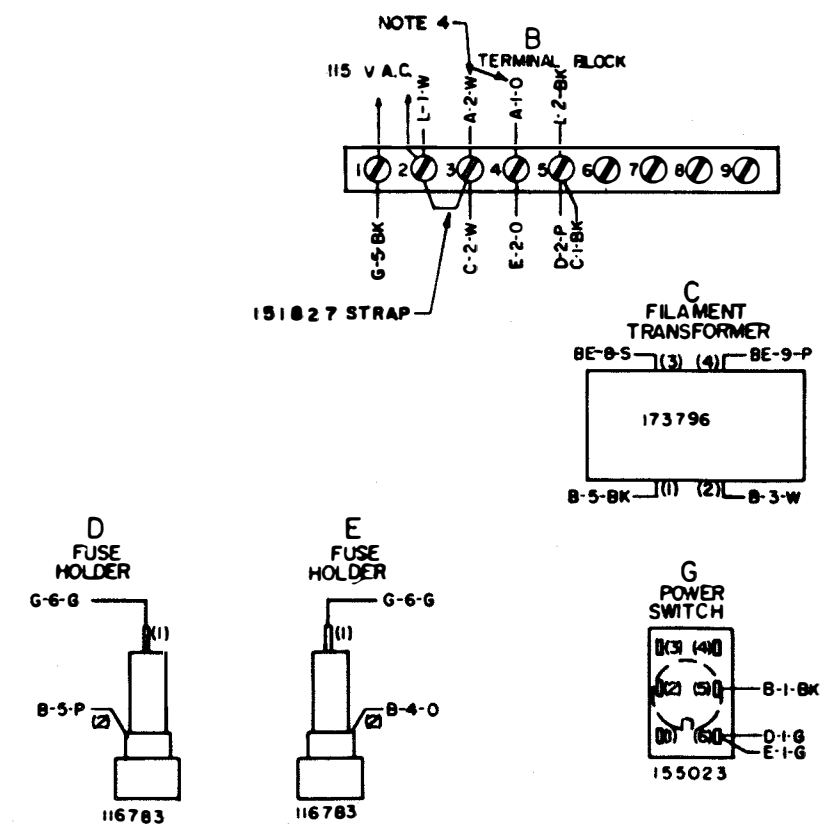 NOTE 4
B
TERMINAL BLOCK
115 V A.C.
L-1-W
A-2-W
A-1-O
L-2-BK
1 2 3 4 5 6 7 8 9
G-5-BK
C-2-W
E-2-O
D-2-P
C-1-BK
151827 STRAP
C
FILAMENT
TRANSFORMER
BE-8-S (3) (4) BE-9-P
173796
B-5-BK (1) (2) B-3-W
D
FUSE
HOLDER
G-6-G
(1)
B-5-P
(2)
116783
E
FUSE
HOLDER
G-6-G
(1)
B-4-O
(2)
116783
G
POWER
SWITCH
(3) (4)
(2) (5) B-1-BK
(1) (6) D-1-G
E-1-G
155023